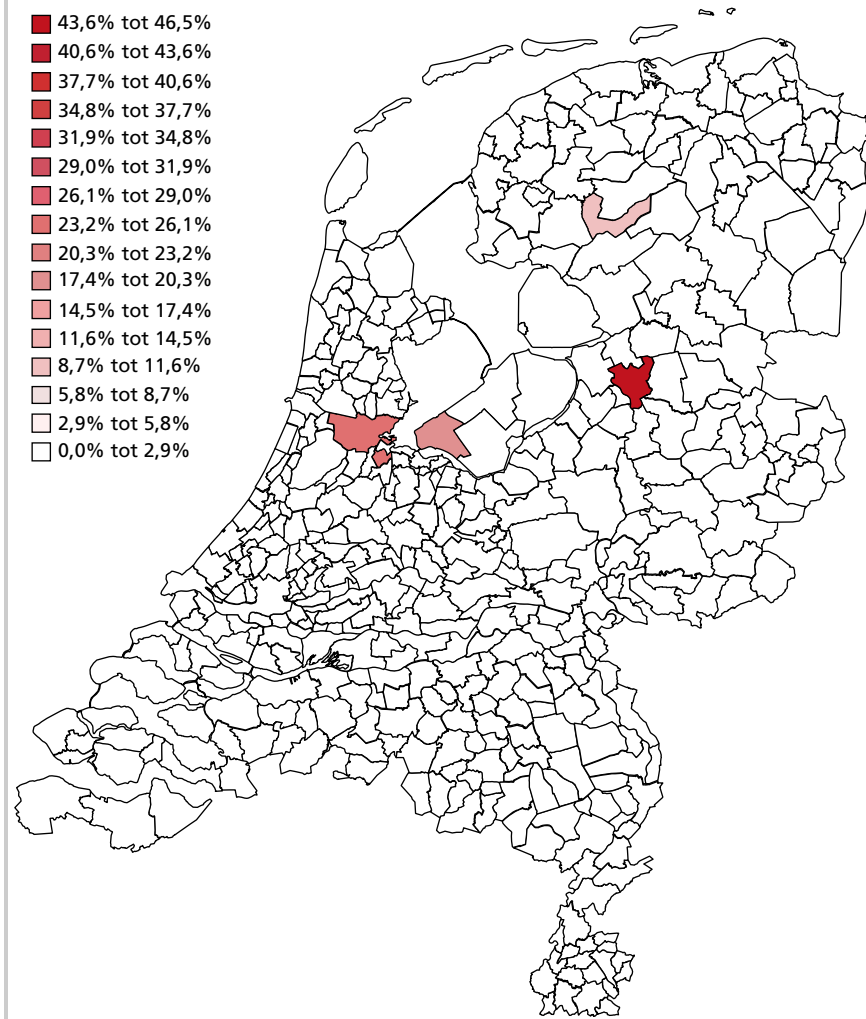 43,6% tot 46,5%
40,6% tot 43,6%
37,7% tot 40,6%
34,8% tot 37,7%
31,9% tot 34,8%
29,0% tot 31,9%
26,1% tot 29,0%
23,2% tot 26,1%
20,3% tot 23,2%
17,4% tot 20,3%
14,5% tot 17,4%
11,6% tot 14,5%
8,7% tot 11,6%
5,8% tot 8,7%
2,9% tot 5,8%
0,0% tot 2,9%